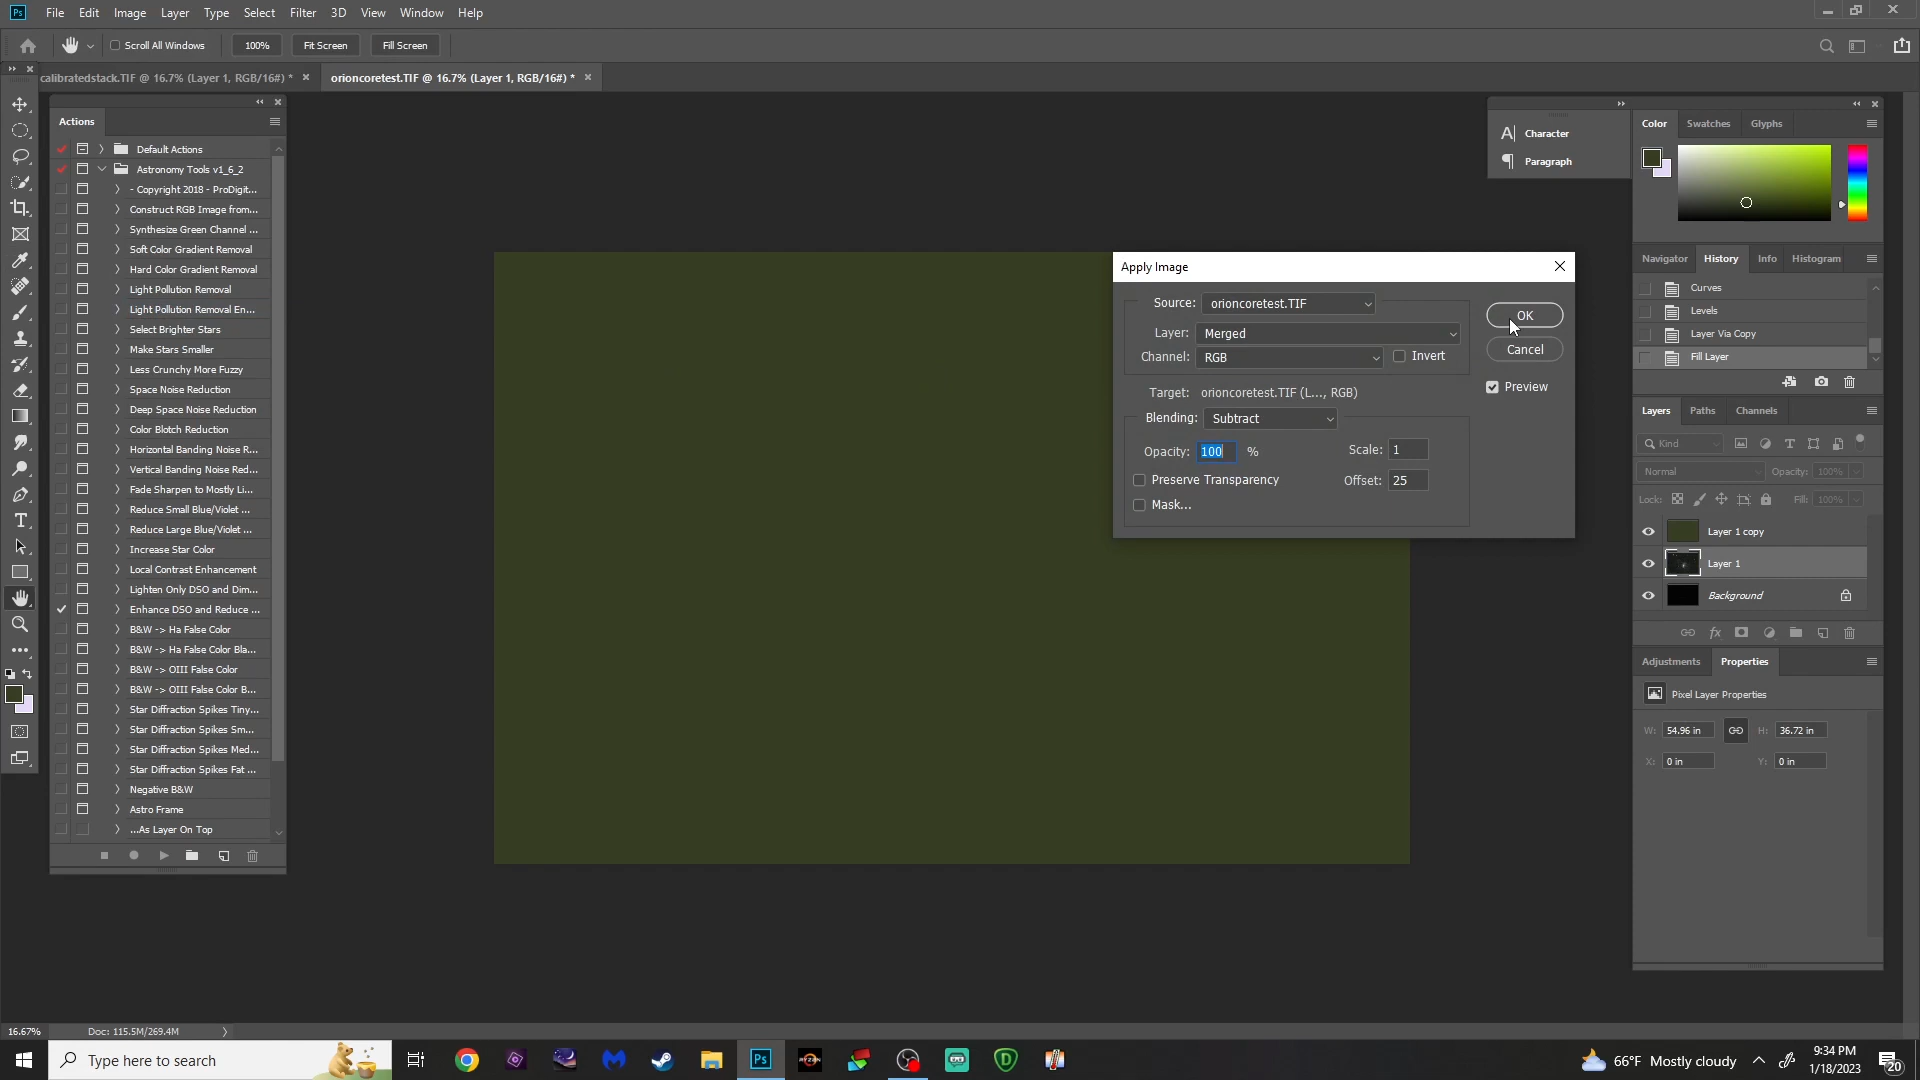 Ps File Edit Image Layer Type Select Filter 3D View Window Help
Scroll All Windows 100% Fit Screen Fill Screen
calibratedstack.TIF @ 16.7% (Layer 1, RGB/16#) * × orioncoretest.TIF @ 16.7% (Layer 1, RGB/16#) * ×
Actions
Default Actions
Astronomy Tools v1_6_2
- Copyright 2018 - ProDigit...
Construct RGB Image from...
Synthesize Green Channel ...
Soft Color Gradient Removal
Hard Color Gradient Removal
Light Pollution Removal
Light Pollution Removal En...
Select Brighter Stars
Make Stars Smaller
Less Crunchy More Fuzzy
Space Noise Reduction
Deep Space Noise Reduction
Color Blotch Reduction
Horizontal Banding Noise R...
Vertical Banding Noise Red...
Fade Sharpen to Mostly Li...
Reduce Small Blue/Violet ...
Reduce Large Blue/Violet ...
Increase Star Color
Local Contrast Enhancement
Lighten Only DSO and Dim...
Enhance DSO and Reduce ...
B&W -> Ha False Color
B&W -> Ha False Color Bla...
B&W -> OIII False Color
B&W -> OIII False Color B...
Star Diffraction Spikes Tiny...
Star Diffraction Spikes Sm...
Star Diffraction Spikes Med...
Star Diffraction Spikes Fat ...
Negative B&W
Astro Frame
...As Layer On Top
Apply Image
Source: orioncoretest.TIF
Layer: Merged
Channel: RGB Invert
Target: orioncoretest.TIF (L..., RGB)
Blending: Subtract
Opacity: 100 % Scale: 1
Preserve Transparency Offset: 25
Mask...
OK
Cancel
Preview
Character
Paragraph
Color Swatches Glyphs
Navigator History Info Histogram
Curves
Levels
Layer Via Copy
Fill Layer
Layers Paths Channels
Kind
Normal Opacity: 100%
Lock: Fill: 100%
Layer 1 copy
Layer 1
Background
Adjustments Properties
Pixel Layer Properties
W: 54.96 in H: 36.72 in
X: 0 in Y: 0 in
16.67% Doc: 115.5M/269.4M
Type here to search
Ps
RYZEN
66°F Mostly cloudy
9:34 PM
1/18/2023
20